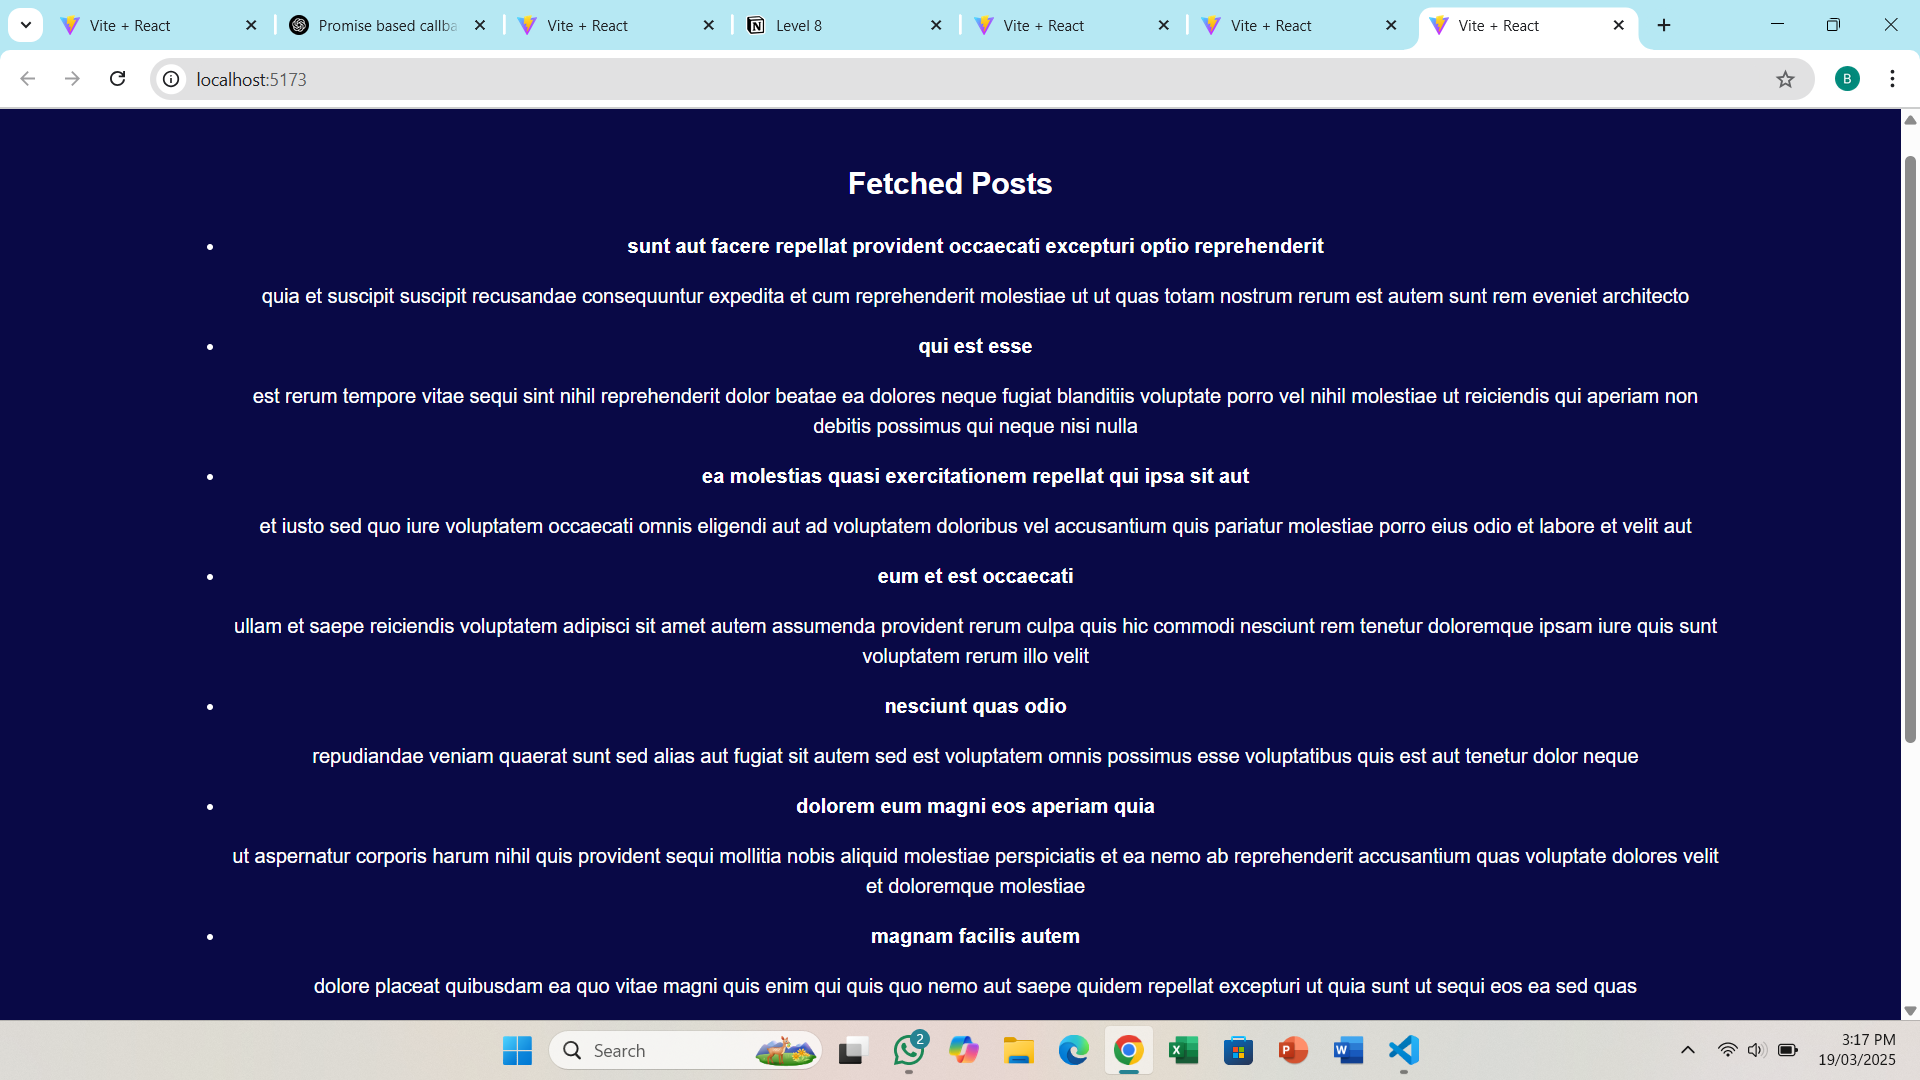 Vite + React
Promise based callba
Vite + React
Level 8
Vite + React
Vite + React
Vite + React
localhost:5173
B
Fetched Posts
• sunt aut facere repellat provident occaecati excepturi optio reprehenderit
quia et suscipit suscipit recusandae consequuntur expedita et cum reprehenderit molestiae ut ut quas totam nostrum rerum est autem sunt rem eveniet architecto
• qui est esse
est rerum tempore vitae sequi sint nihil reprehenderit dolor beatae ea dolores neque fugiat blanditiis voluptate porro vel nihil molestiae ut reiciendis qui aperiam non
debitis possimus qui neque nisi nulla
• ea molestias quasi exercitationem repellat qui ipsa sit aut
et iusto sed quo iure voluptatem occaecati omnis eligendi aut ad voluptatem doloribus vel accusantium quis pariatur molestiae porro eius odio et labore et velit aut
• eum et est occaecati
ullam et saepe reiciendis voluptatem adipisci sit amet autem assumenda provident rerum culpa quis hic commodi nesciunt rem tenetur doloremque ipsam iure quis sunt
voluptatem rerum illo velit
• nesciunt quas odio
repudiandae veniam quaerat sunt sed alias aut fugiat sit autem sed est voluptatem omnis possimus esse voluptatibus quis est aut tenetur dolor neque
• dolorem eum magni eos aperiam quia
ut aspernatur corporis harum nihil quis provident sequi mollitia nobis aliquid molestiae perspiciatis et ea nemo ab reprehenderit accusantium quas voluptate dolores velit
et doloremque molestiae
• magnam facilis autem
dolore placeat quibusdam ea quo vitae magni quis enim qui quis quo nemo aut saepe quidem repellat excepturi ut quia sunt ut sequi eos ea sed quas
Search
2
3:17 PM
19/03/2025